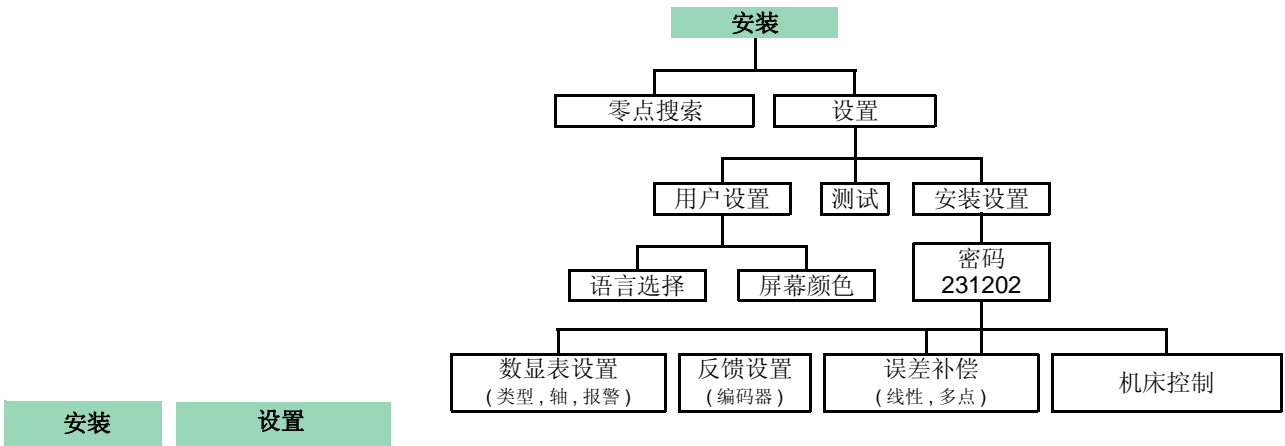 安装
零点搜索 设置
用户设置 测试 安装设置
语言选择 屏幕颜色 密码
231202
数显表设置 反馈设置 误差补偿 机床控制
(类型,轴,报警) (编码器) (线性,多点)
安装 设置